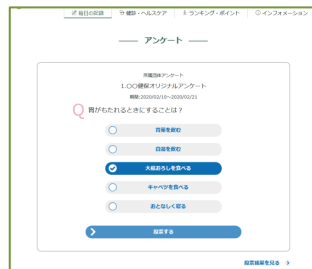 毎日の記録 健診・ヘルスケア ランキング・ポイント インフォメーション
アンケート
所属団体アンケート
1.〇〇健保オリジナルアンケート
期間:2020/02/10~2020/02/21
Q 胃がもたれるときにすることは?
胃薬を飲む
白湯を飲む
大根おろしを食べる
キャベツを食べる
おとなしく寝る
投票する
投票結果を見る